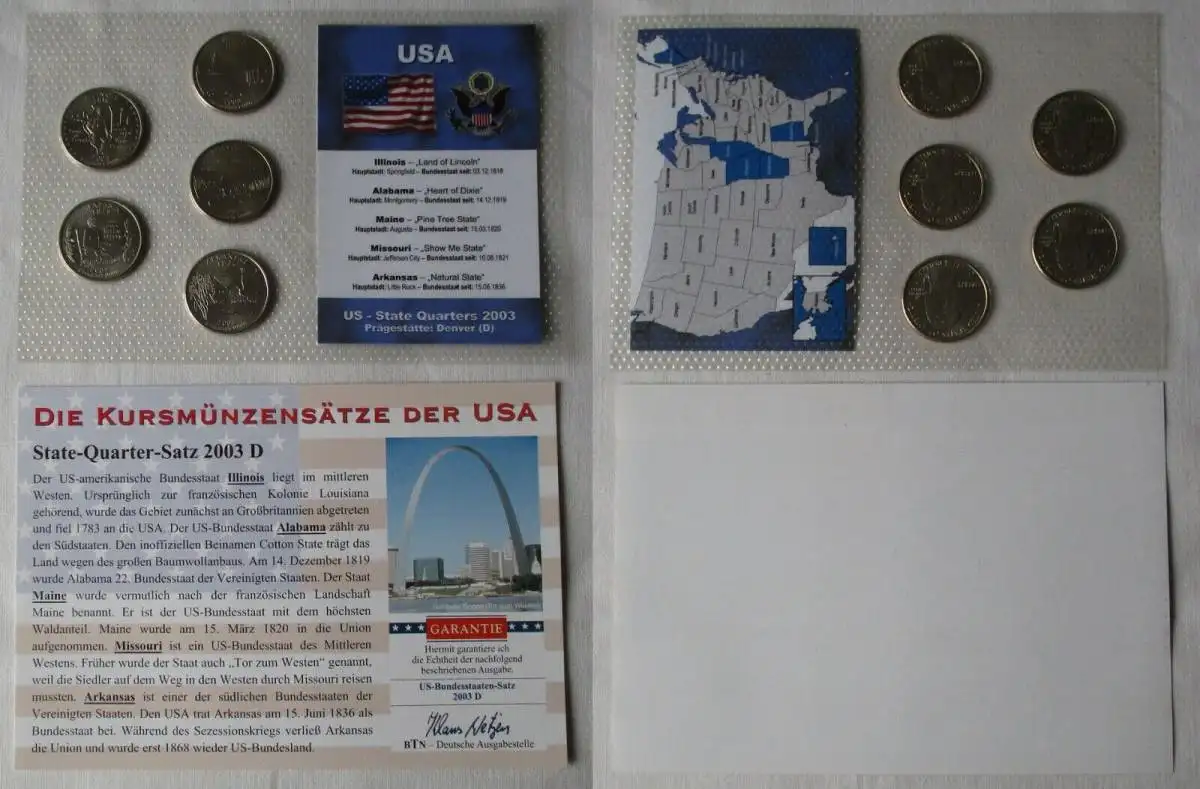 USA
Illinois – „Land of Lincoln"
Hauptstadt: Springfield – Bundesstaat seit: 03.12.1818
Alabama – „Heart of Dixie"
Hauptstadt: Montgomery – Bundesstaat seit: 14.12.1819
Maine – „Pine Tree State"
Hauptstadt: Augusta – Bundesstaat seit: 15.03.1820
Missouri – „Show Me State"
Hauptstadt: Jefferson City – Bundesstaat seit: 10.08.1821
Arkansas – „Natural State"
Hauptstadt: Little Rock – Bundesstaat seit: 15.06.1836
US - State Quarters 2003
Prägestätte: Denver (D)
DIE KURSMÜNZENSÄTZE DER USA
State-Quarter-Satz 2003 D
Der US-amerikanische Bundesstaat Illinois liegt im mittleren
Westen. Ursprünglich zur französischen Kolonie Louisiana
gehörend, wurde das Gebiet zunächst an Großbritannien abgetreten
und fiel 1783 an die USA. Der US-Bundesstaat Alabama zählt zu
den Südstaaten. Den inoffiziellen Beinamen Cotton State trägt das
Land wegen des großen Baumwollanbaus. Am 14. Dezember 1819
wurde Alabama 22. Bundesstaat der Vereinigten Staaten. Der Staat
Maine wurde vermutlich nach der französischen Landschaft
Maine benannt. Er ist der US-Bundesstaat mit dem höchsten
Waldanteil. Maine wurde am 15. März 1820 in die Union
aufgenommen. Missouri ist ein US-Bundesstaat des Mittleren
Westens. Früher wurde der Staat auch „Tor zum Westen" genannt,
weil die Siedler auf dem Weg in den Westen durch Missouri reisen
mussten. Arkansas ist einer der südlichen Bundesstaaten der
Vereinigten Staaten. Den USA trat Arkansas am 15. Juni 1836 als
Bundesstaat bei. Während des Sezessionskriegs verließ Arkansas
die Union und wurde erst 1868 wieder US-Bundesland.
GARANTIE
Hiermit garantiere ich
die Echtheit der nachfolgend
beschriebenen Ausgabe.
US-Bundesstaaten-Satz
2003 D
BTN – Deutsche Ausgabestelle